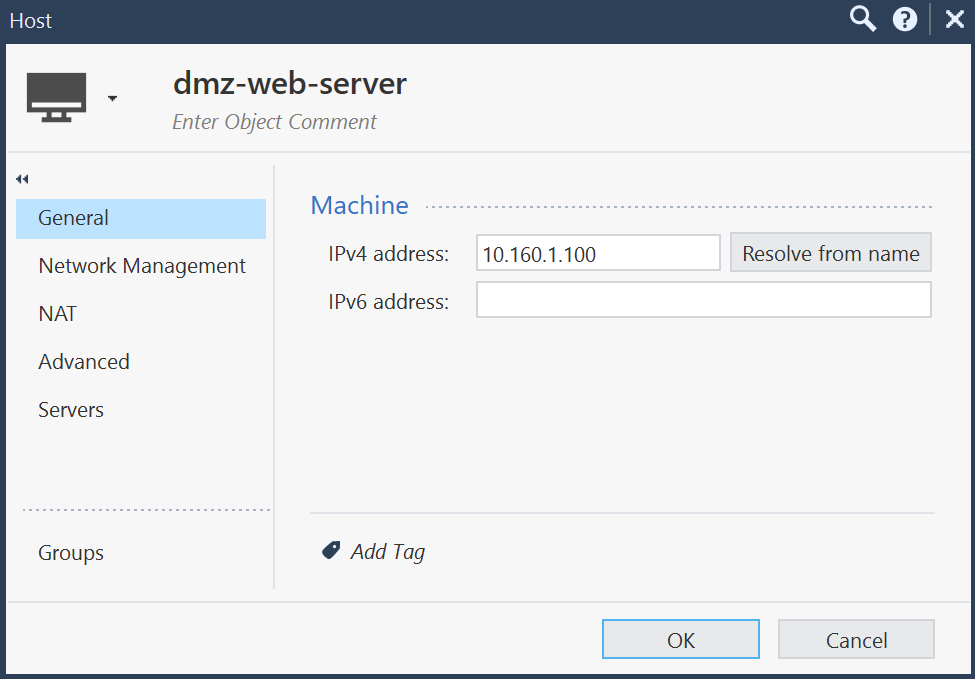 Host
dmz-web-server
Enter Object Comment
General
Network Management
NAT
Advanced
Servers
Groups
Machine
IPv4 address: 10.160.1.100 Resolve from name
IPv6 address:
Add Tag
OK Cancel